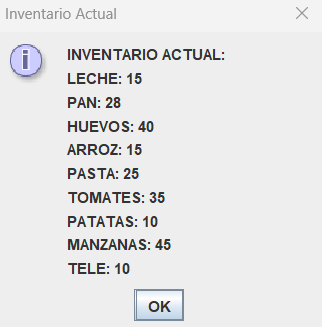 Inventario Actual
INVENTARIO ACTUAL:
LECHE: 15
PAN: 28
HUEVOS: 40
ARROZ: 15
PASTA: 25
TOMATES: 35
PATATAS: 10
MANZANAS: 45
TELE: 10
OK